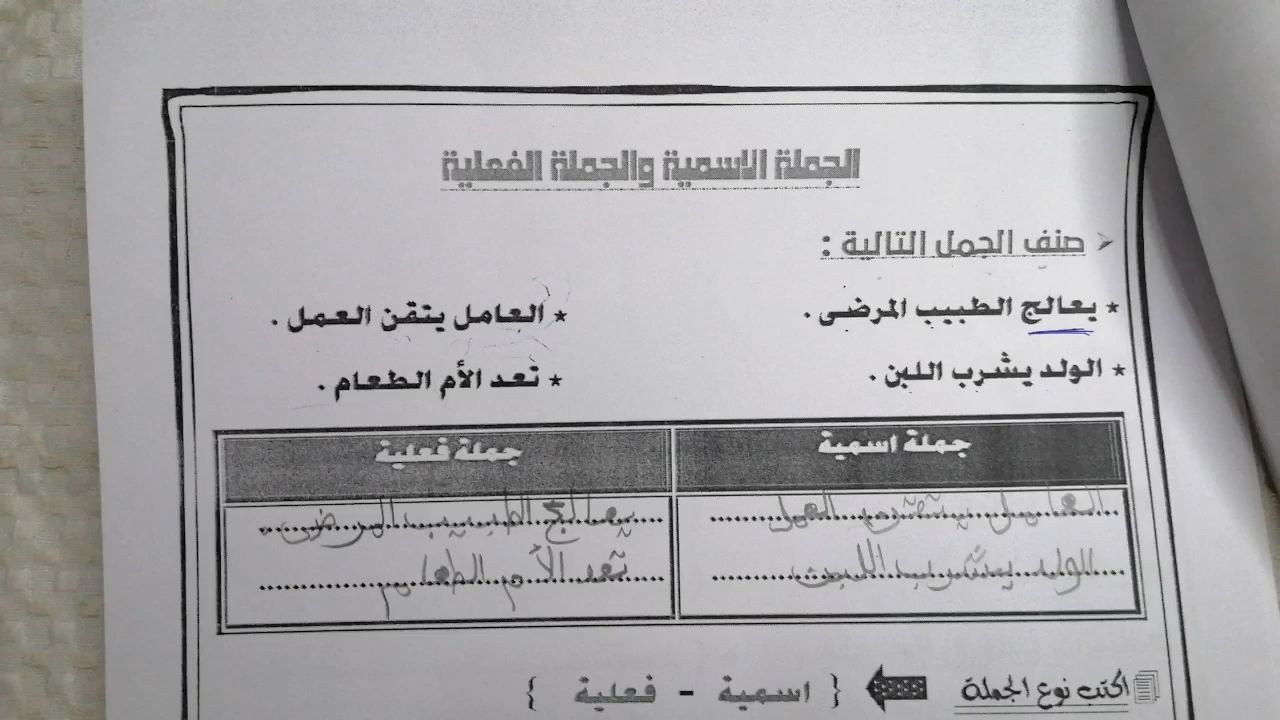 الجملة الاسمية والجملة الفعلية
صنف الجمل التالية :
* يعالج الطبيب المرضى . * العامل يتقن العمل .
* الولد يشرب اللبن . * تعد الأم الطعام .
جملة اسمية جملة فعلية
العامل يتقن العمل يعالج الطبيب المرضى
الولد يشرب اللبن تعد الأم الطعام
اكتب نوع الجملة { اسمية - فعلية }